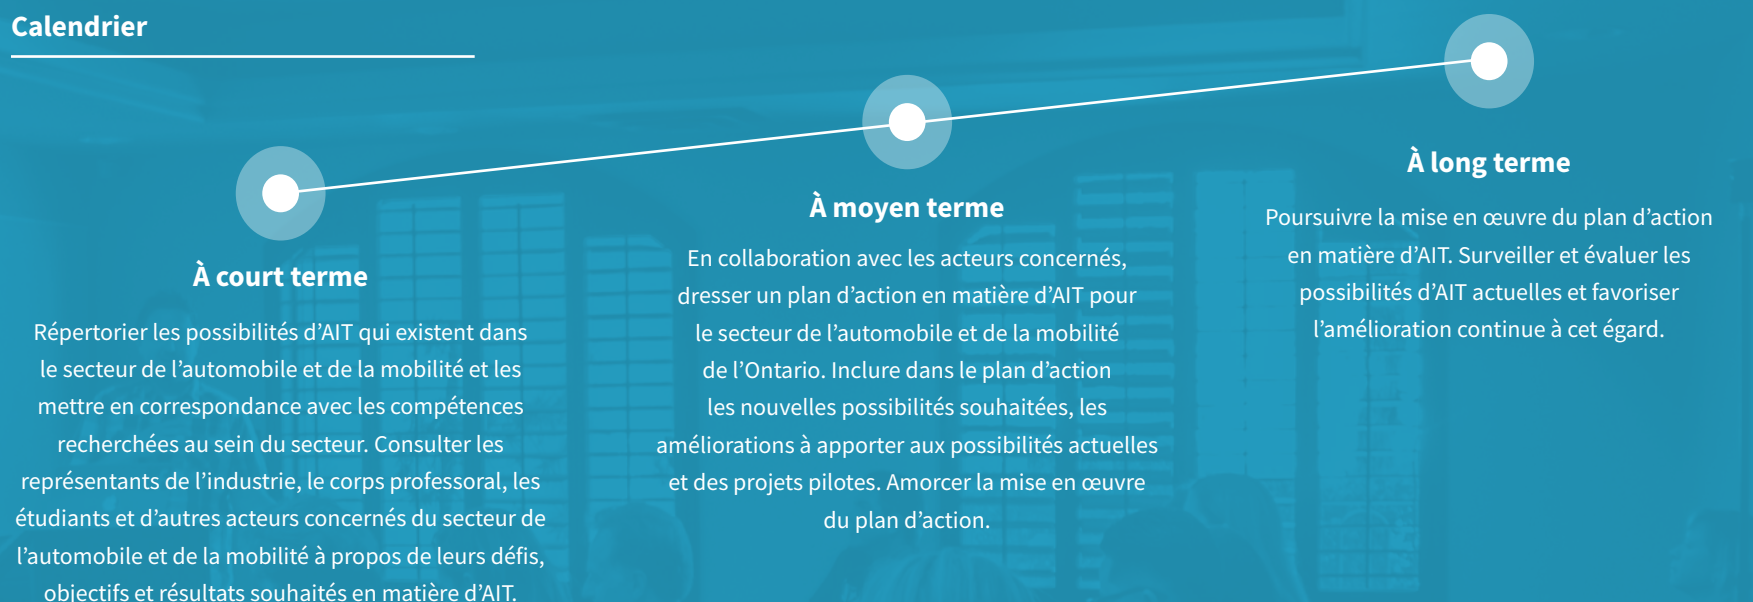 Calendrier
À court terme
Répertorier les possibilités d’AIT qui existent dans
le secteur de l’automobile et de la mobilité et les
mettre en correspondance avec les compétences
recherchées au sein du secteur. Consulter les
représentants de l’industrie, le corps professoral, les
étudiants et d’autres acteurs concernés du secteur de
l’automobile et de la mobilité à propos de leurs défis,
objectifs et résultats souhaités en matière d’AIT.
À moyen terme
En collaboration avec les acteurs concernés,
dresser un plan d’action en matière d’AIT pour
le secteur de l’automobile et de la mobilité
de l’Ontario. Inclure dans le plan d’action
les nouvelles possibilités souhaitées, les
améliorations à apporter aux possibilités actuelles
et des projets pilotes. Amorcer la mise en œuvre
du plan d’action.
À long terme
Poursuivre la mise en œuvre du plan d’action
en matière d’AIT. Surveiller et évaluer les
possibilités d’AIT actuelles et favoriser
l’amélioration continue à cet égard.